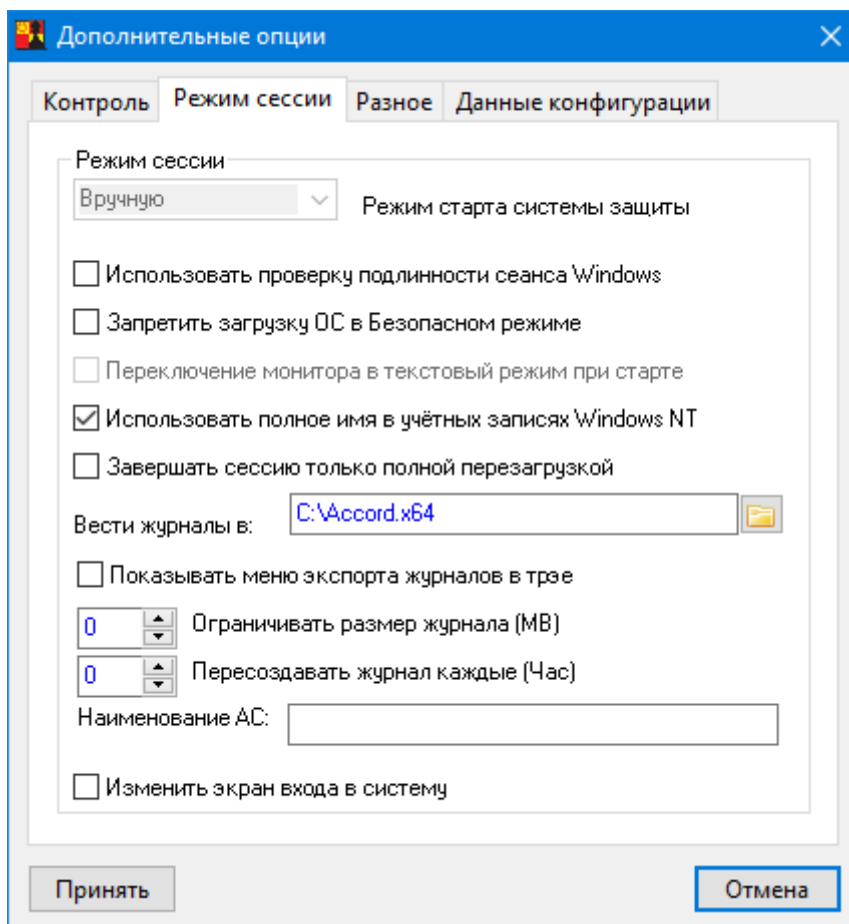 Дополнительные опции
Контроль Режим сессии Разное Данные конфигурации
Режим сессии
Вручную Режим старта системы защиты
Использовать проверку подлинности сеанса Windows
Запретить загрузку ОС в Безопасном режиме
Переключение монитора в текстовый режим при старте
Использовать полное имя в учётных записях Windows NT
Завершать сессию только полной перезагрузкой
Вести журналы в: C:\Accord.x64
Показывать меню экспорта журналов в трэе
0 Ограничивать размер журнала (MB)
0 Пересоздавать журнал каждые (Час)
Наименование АС:
Изменить экран входа в систему
Принять Отмена